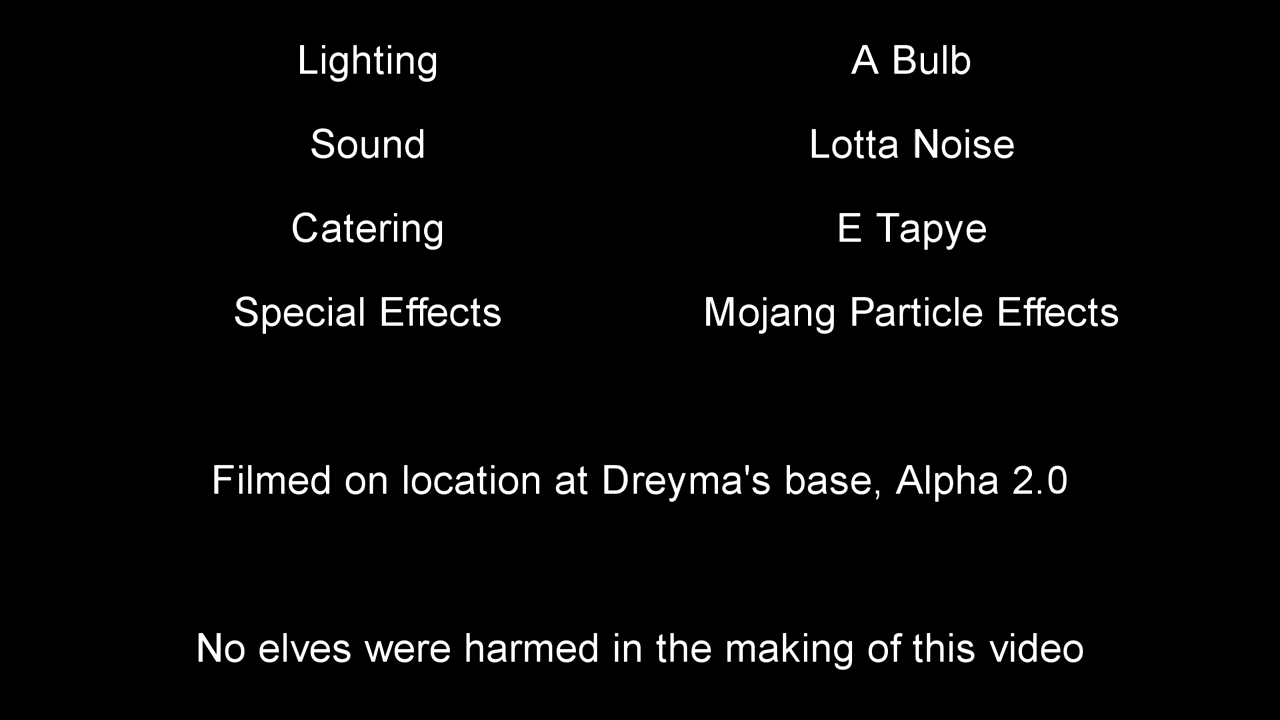 Lighting A Bulb
Sound Lotta Noise
Catering E Tapye
Special Effects Mojang Particle Effects
Filmed on location at Dreyma's base, Alpha 2.0
No elves were harmed in the making of this video